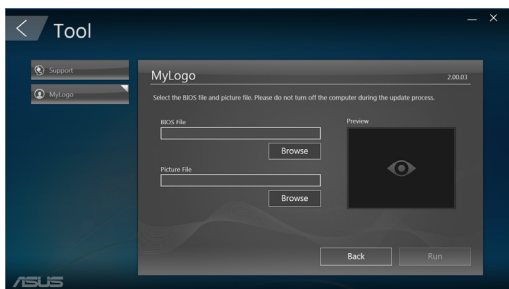 Tool
Support
MyLogo
MyLogo 2.00.03
Select the BIOS file and picture file. Please do not turn off the computer during the update process.
BIOS File
Preview
Browse
Picture File
Browse
Back
Run
ASUS